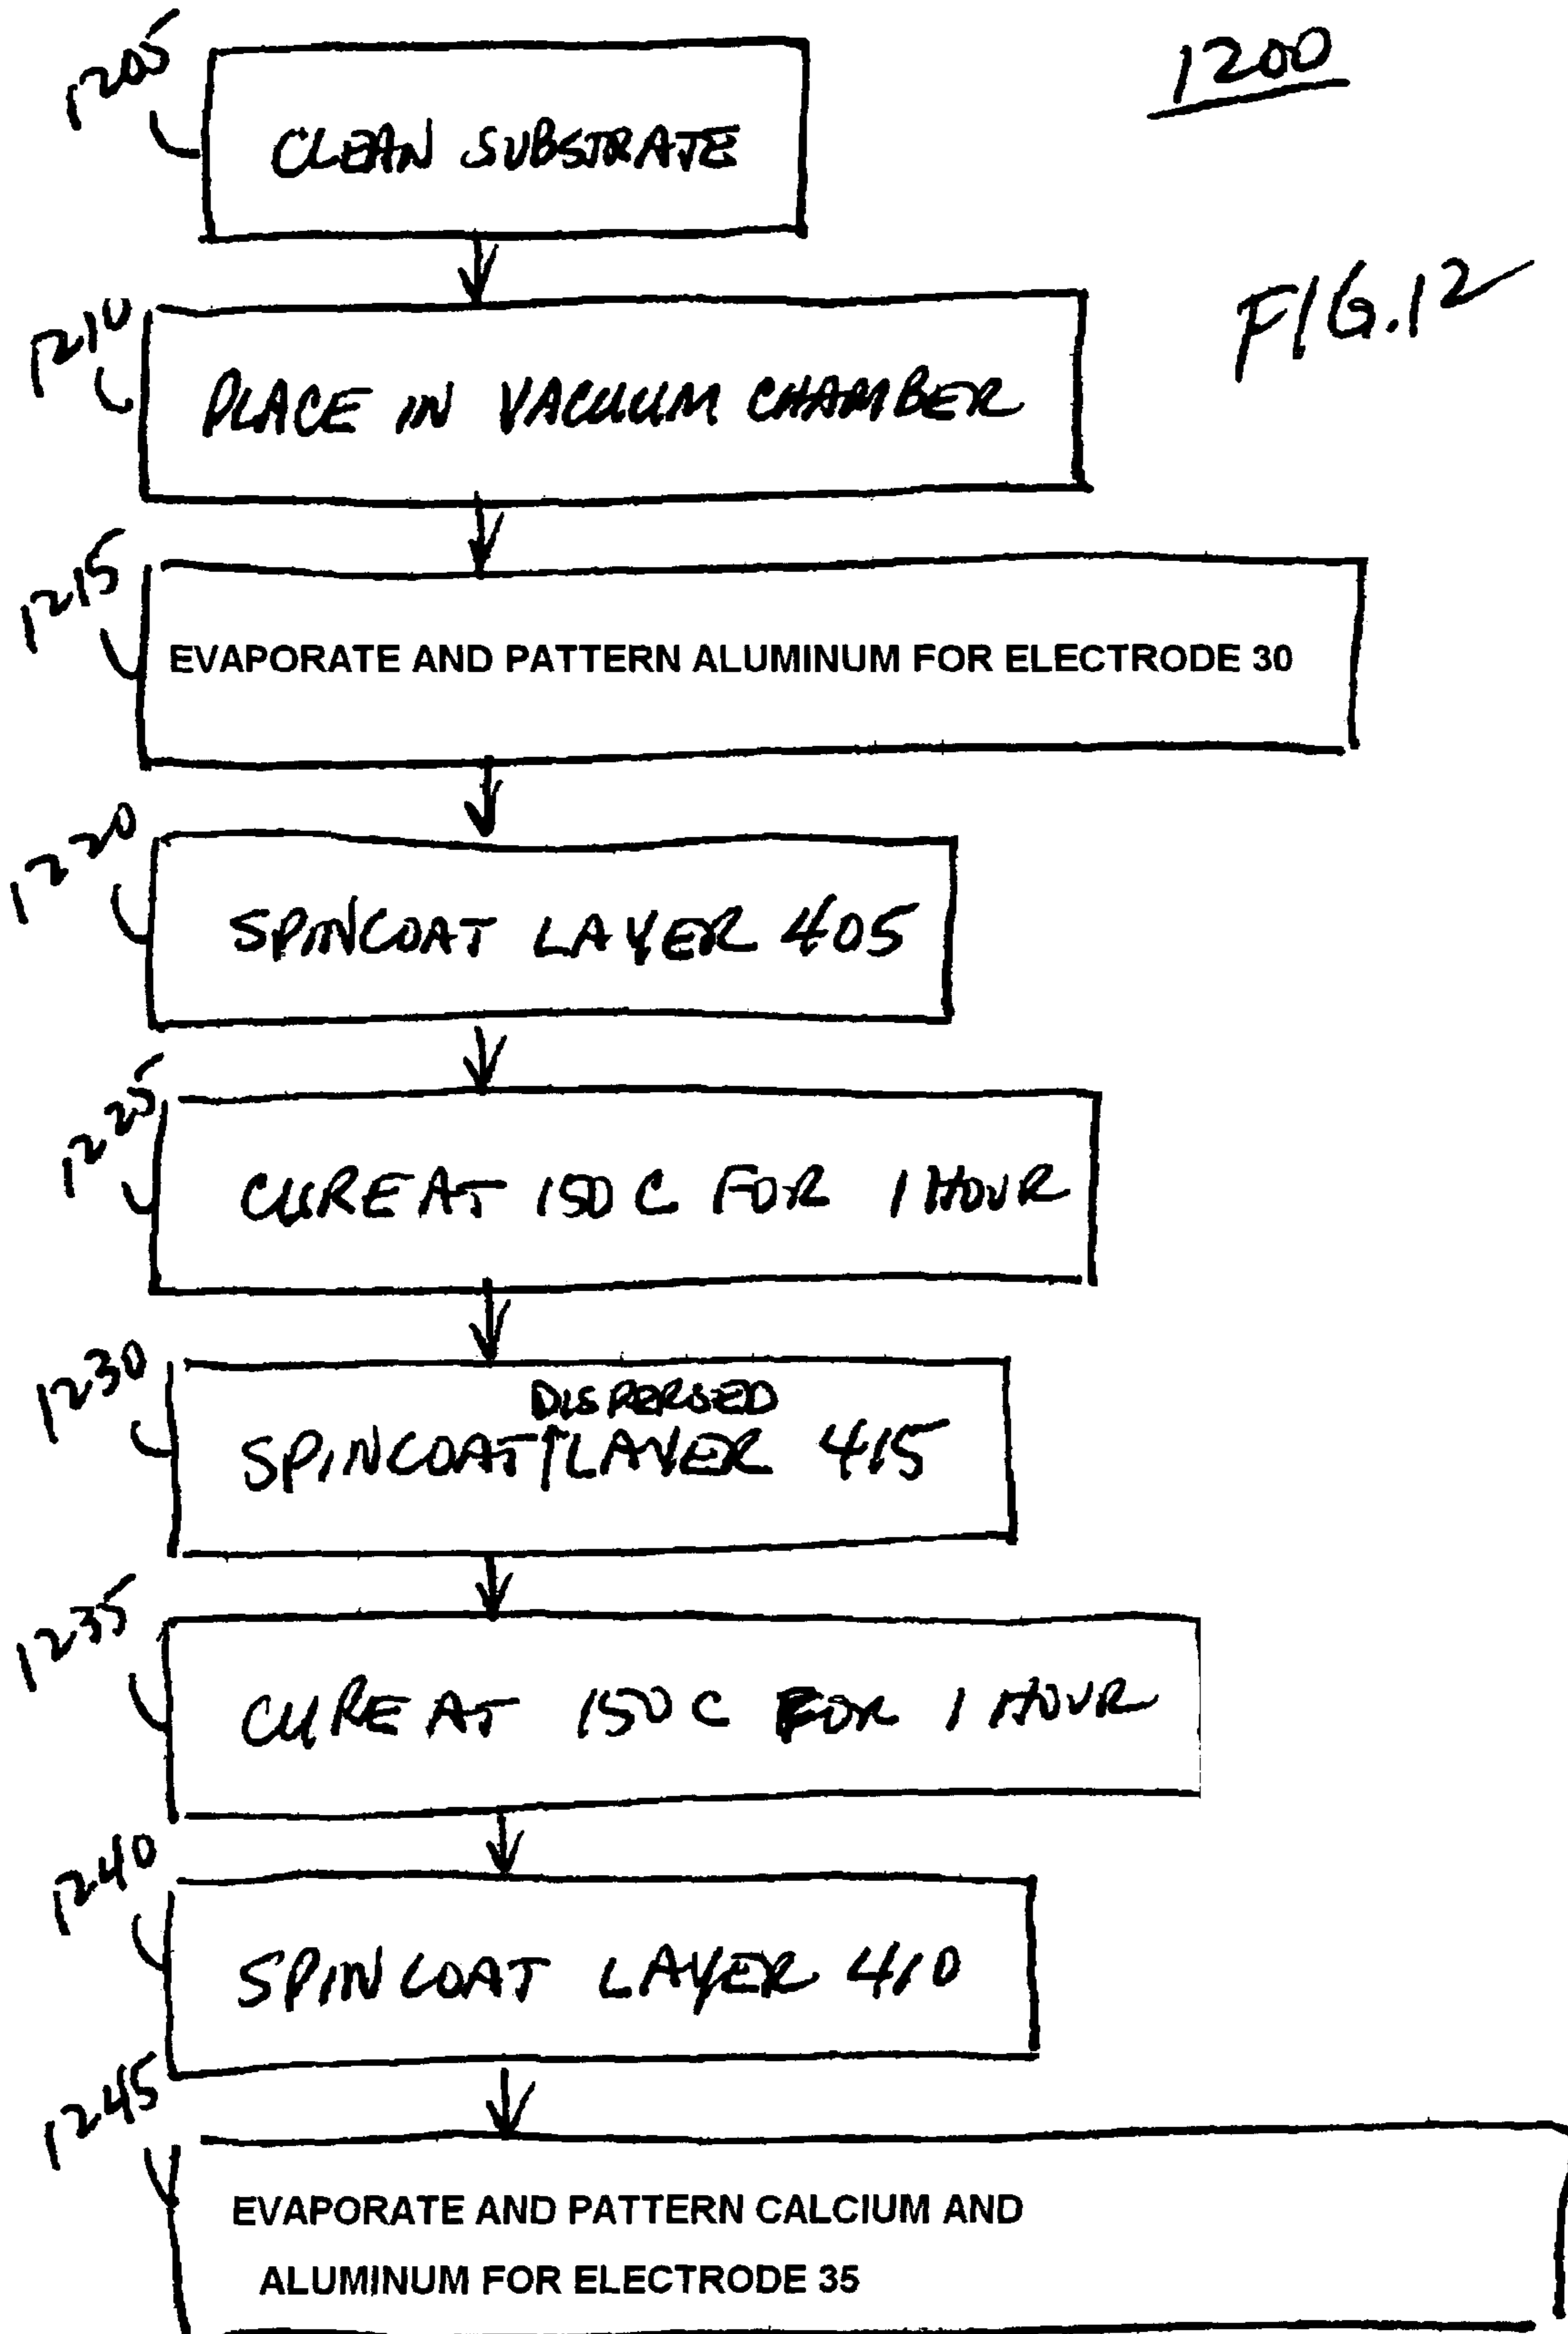 1200
FIG.12
1205
CLEAN SUBSTRATE
1210
PLACE IN VACUUM CHAMBER
1215
EVAPORATE AND PATTERN ALUMINUM FOR ELECTRODE 30
1220
SPINCOAT LAYER 405
1225
CURE AT 150 C FOR 1 HOUR
1230
DISPERSED
SPINCOAT LAYER 415
1235
CURE AT 150 C FOR 1 HOUR
1240
SPIN COAT LAYER 410
1245
EVAPORATE AND PATTERN CALCIUM AND
ALUMINUM FOR ELECTRODE 35